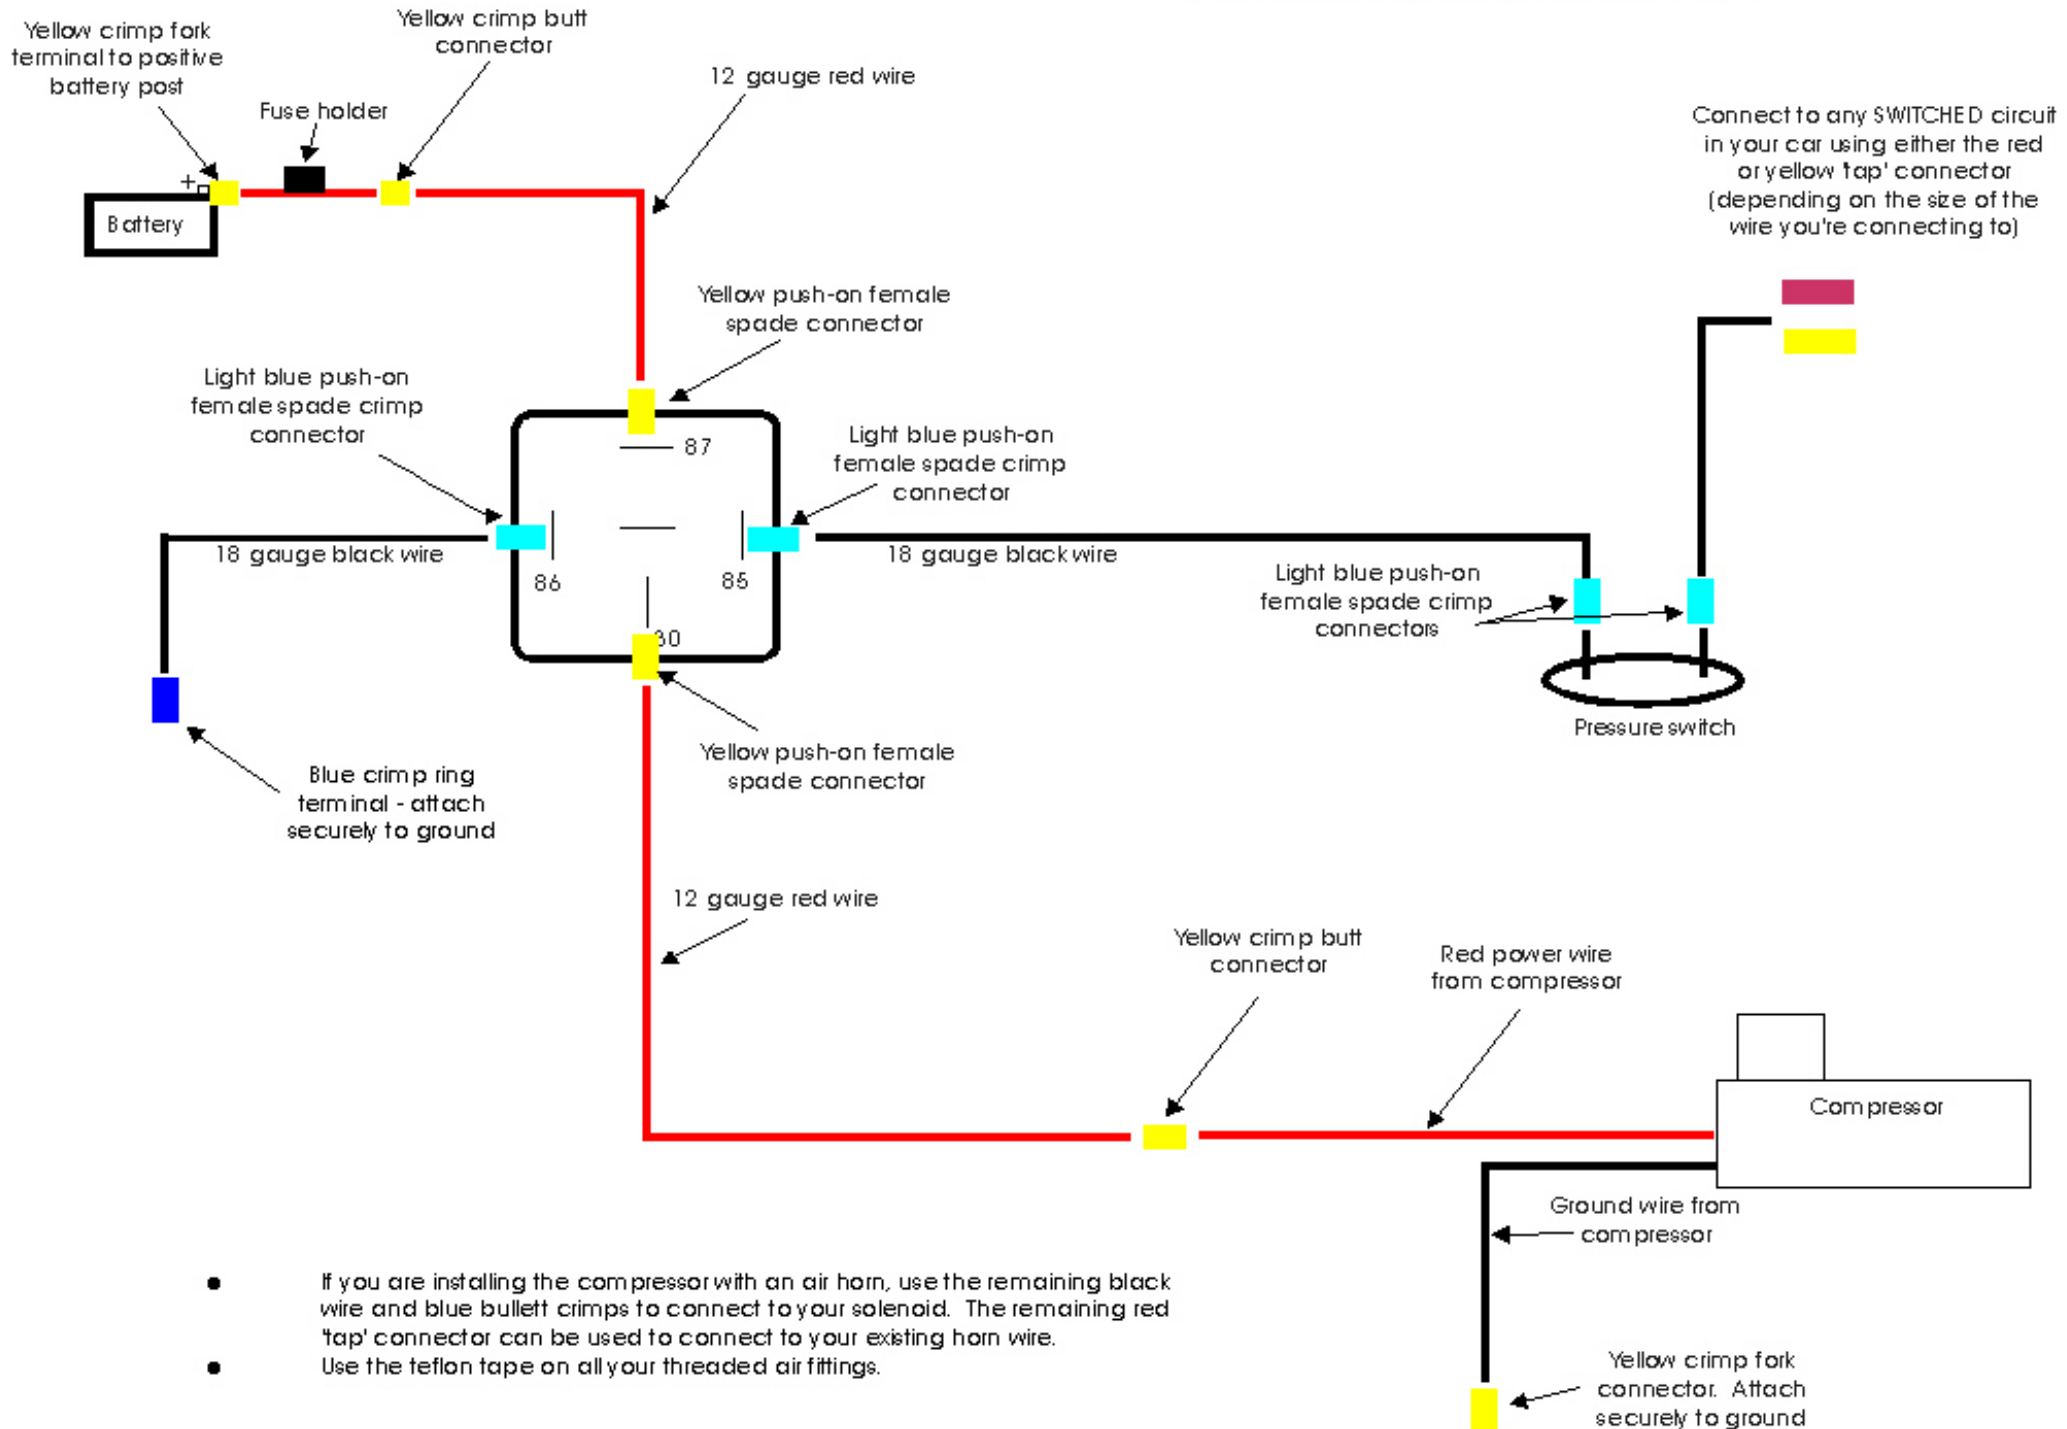 Yellow crimp fork
terminal to positive
battery post
Yellow crimp butt
connector
Fuse holder
12 gauge red wire
Connect to any SWITCHED circuit
in your car using either the red
or yellow 'tap' connector
(depending on the size of the
wire you're connecting to)
+
Battery
Yellow push-on female
spade connector
Light blue push-on
female spade crimp
connector
87
Light blue push-on
female spade crimp
connector
18 gauge black wire
86
85
18 gauge black wire
Light blue push-on
female spade crimp
connectors
30
Pressure switch
Yellow push-on female
spade connector
Blue crimp ring
terminal - attach
securely to ground
12 gauge red wire
Yellow crimp butt
connector
Red power wire
from compressor
Compressor
Ground wire from
compressor
● If you are installing the compressor with an air horn, use the remaining black
wire and blue bullett crimps to connect to your solenoid. The remaining red
'tap' connector can be used to connect to your existing horn wire.
● Use the teflon tape on all your threaded air fittings.
Yellow crimp fork
connector. Attach
securely to ground